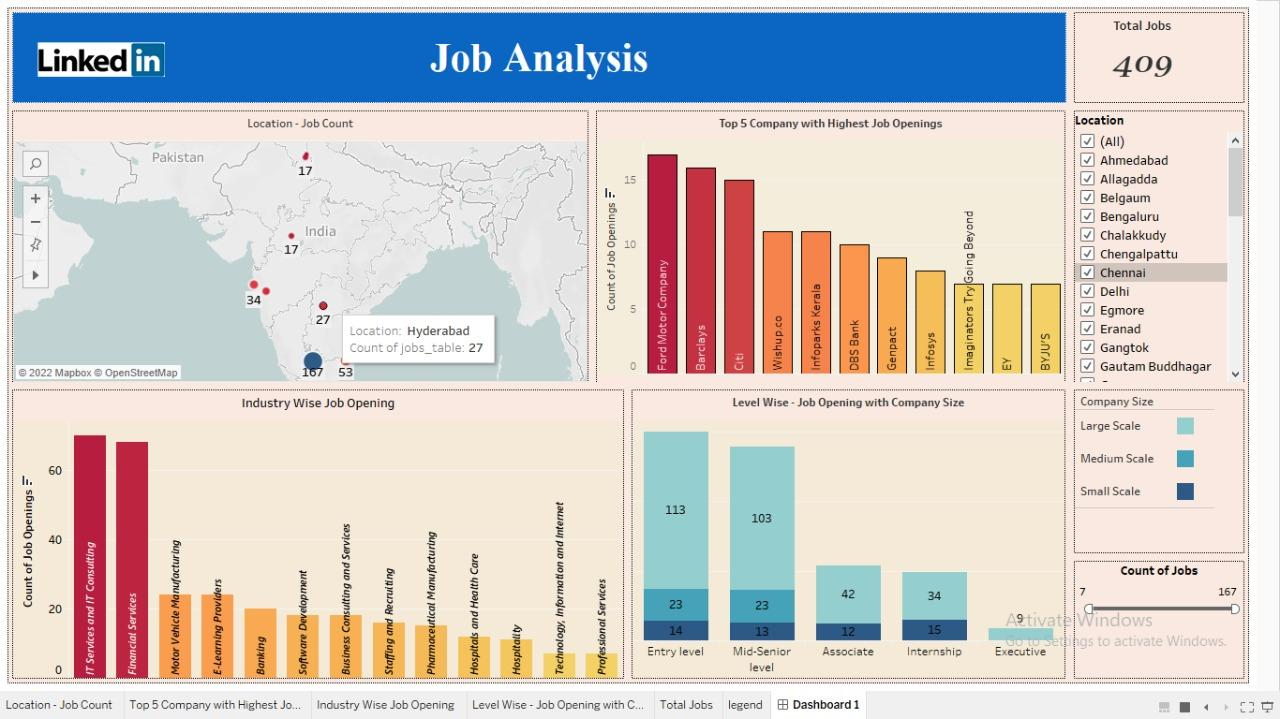 Linked in
Job Analysis
Total Jobs
409
Location - Job Count
Pakistan
India
17
17
34
27
167
53
Location: Hyderabad
Count of jobs_table: 27
© 2022 Mapbox © OpenStreetMap
Top 5 Company with Highest Job Openings
Count of Job Openings
15
10
5
0
Ford Motor Company
Barclays
Citi
Wishup.co
Infoparks Kerala
DBS Bank
Genpact
Infosys
Imaginators Try Going Beyond
EY
BYJU'S
Location
(All)
Ahmedabad
Allagadda
Belgaum
Bengaluru
Chalakkudy
Chengalpattu
Chennai
Delhi
Egmore
Eranad
Gangtok
Gautam Buddhagar
Industry Wise Job Opening
Count of Job Openings
60
40
20
0
IT Services and IT Consulting
Financial Services
Motor Vehicle Manufacturing
E-Learning Providers
Banking
Software Development
Business Consulting and Services
Staffing and Recruiting
Pharmaceutical Manufacturing
Hospitals and Health Care
Hospitality
Technology, Information and Internet
Professional Services
Level Wise - Job Opening with Company Size
113
23
14
103
23
13
42
12
34
15
9
Entry level
Mid-Senior
level
Associate
Internship
Executive
Company Size
Large Scale
Medium Scale
Small Scale
Count of Jobs
7 167
Activate Windows
Go to Settings to activate Windows.
Location - Job Count
Top 5 Company with Highest Jo...
Industry Wise Job Opening
Level Wise - Job Opening with C...
Total Jobs
legend
Dashboard 1